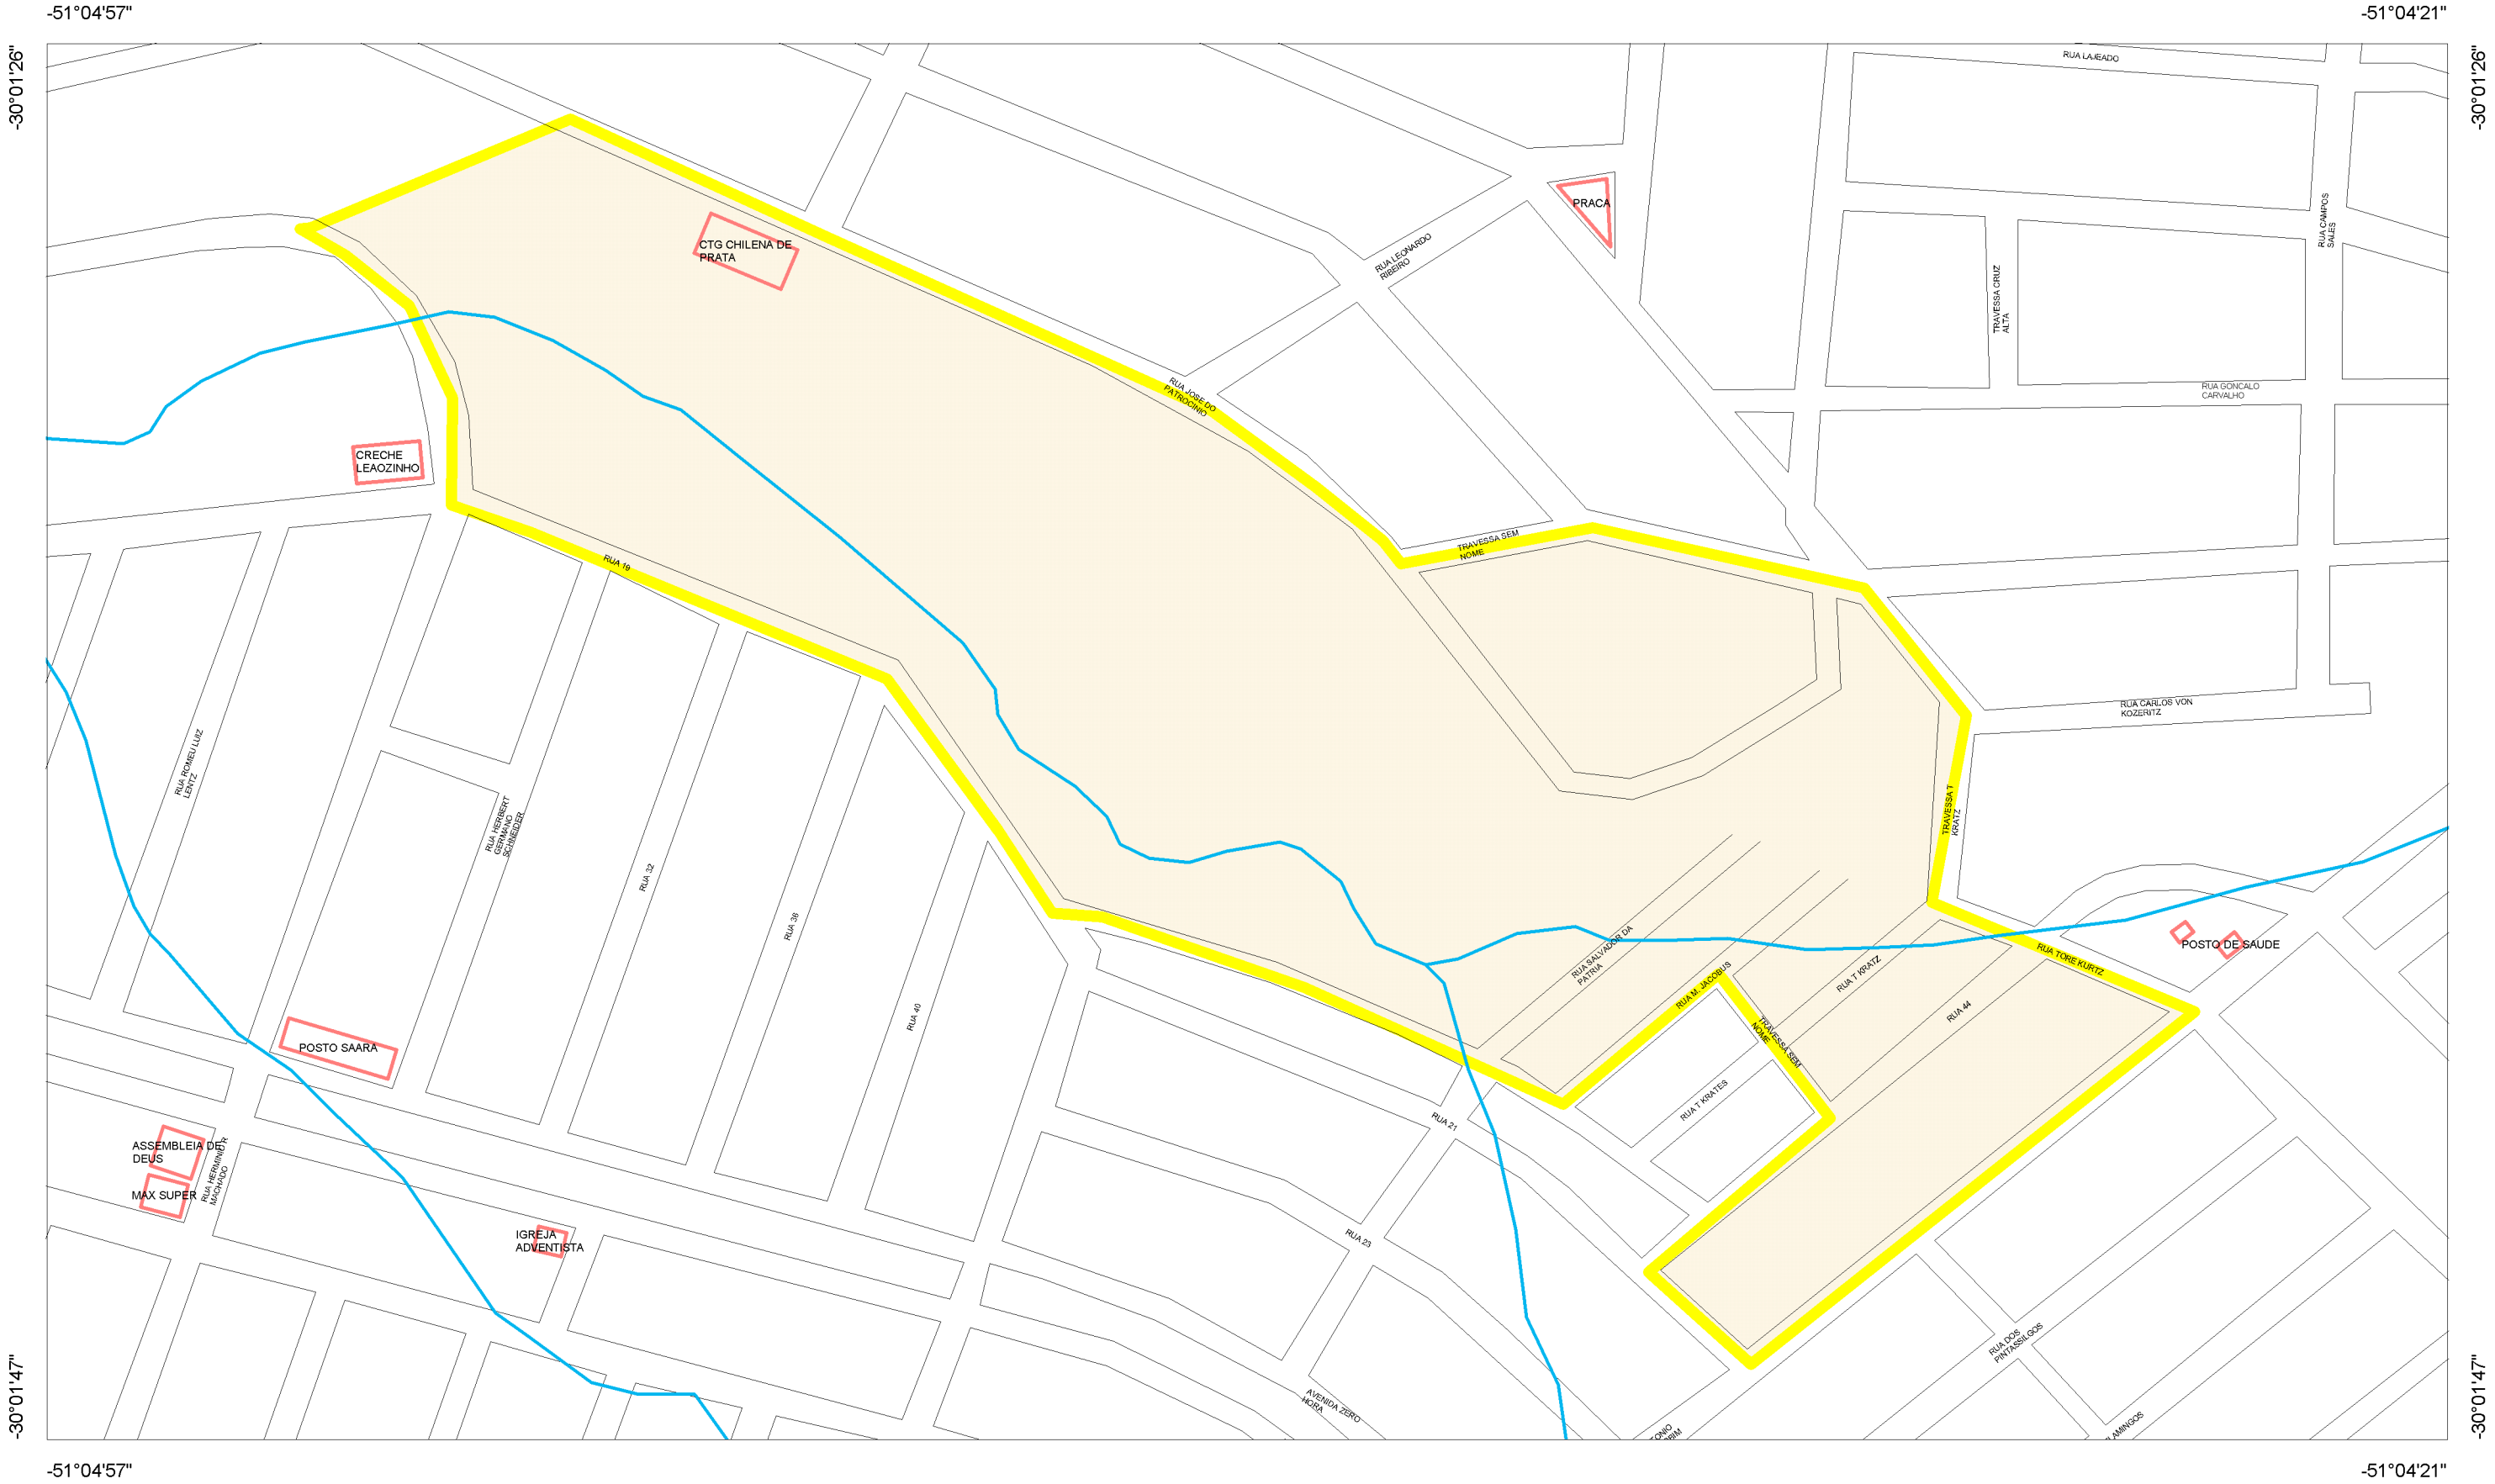 -51°04'57"
-51°04'21"
-30°01'26"
-30°01'26"
RUA LAJEADO
PRACA
RUA CAMPOS
SALES
CTG CHILENA DE
PRATA
RUA LEONARDO
RIBEIRO
TRAVESSA CRUZ
ALTA
RUA JOSE DO
PATROCINIO
RUA GONCALO
CARVALHO
CRECHE
LEAOZINHO
RUA 19
TRAVESSA SEM
NOME
RUA CARLOS VON
KOZERITZ
RUA ROMEU LUIZ
LENTZ
RUA HERBERT
GERMANO
SCHNEIDER
TRAVESSA T
KRATZ
RUA 32
RUA 36
RUA SALVADOR DA
PATRIA
RUA T KRATZ
RUA TORE KURTZ
POSTO DE SAUDE
RUA M. JACOBUS
RUA 40
RUA 44
TRAVESSA SEM
NOME
POSTO SAARA
RUA T KRATES
RUA 21
ASSEMBLEIA DE
DEUS
RUA HERMINIO R
MACHADO
MAX SUPER
IGREJA
ADVENTISTA
RUA 23
RUA DOS
PINTASSILGOS
AVENIDA ZERO
HORA
-30°01'47"
-30°01'47"
-51°04'57"
-51°04'21"